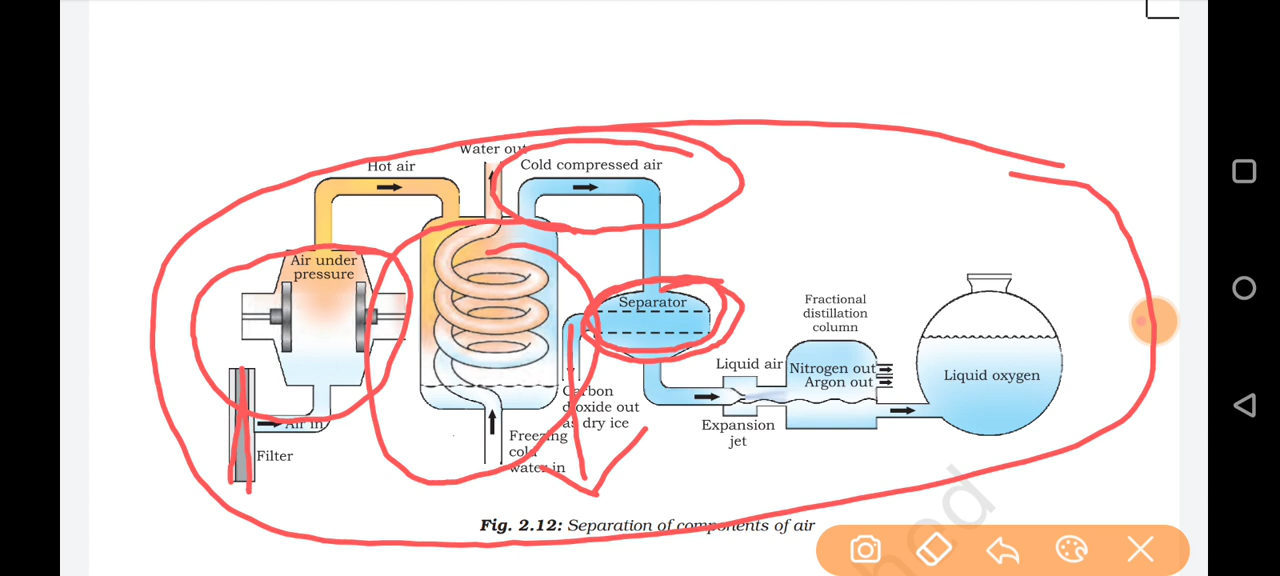 Water out
Hot air
Cold compressed air
Air under
pressure
Separator
Fractional
distillation
column
Liquid air
Nitrogen out
Argon out
Liquid oxygen
Carbon
dioxide out
as dry ice
Air in
Expansion
jet
Freezing
cold
water in
Filter
Fig. 2.12: Separation of components of air
hed